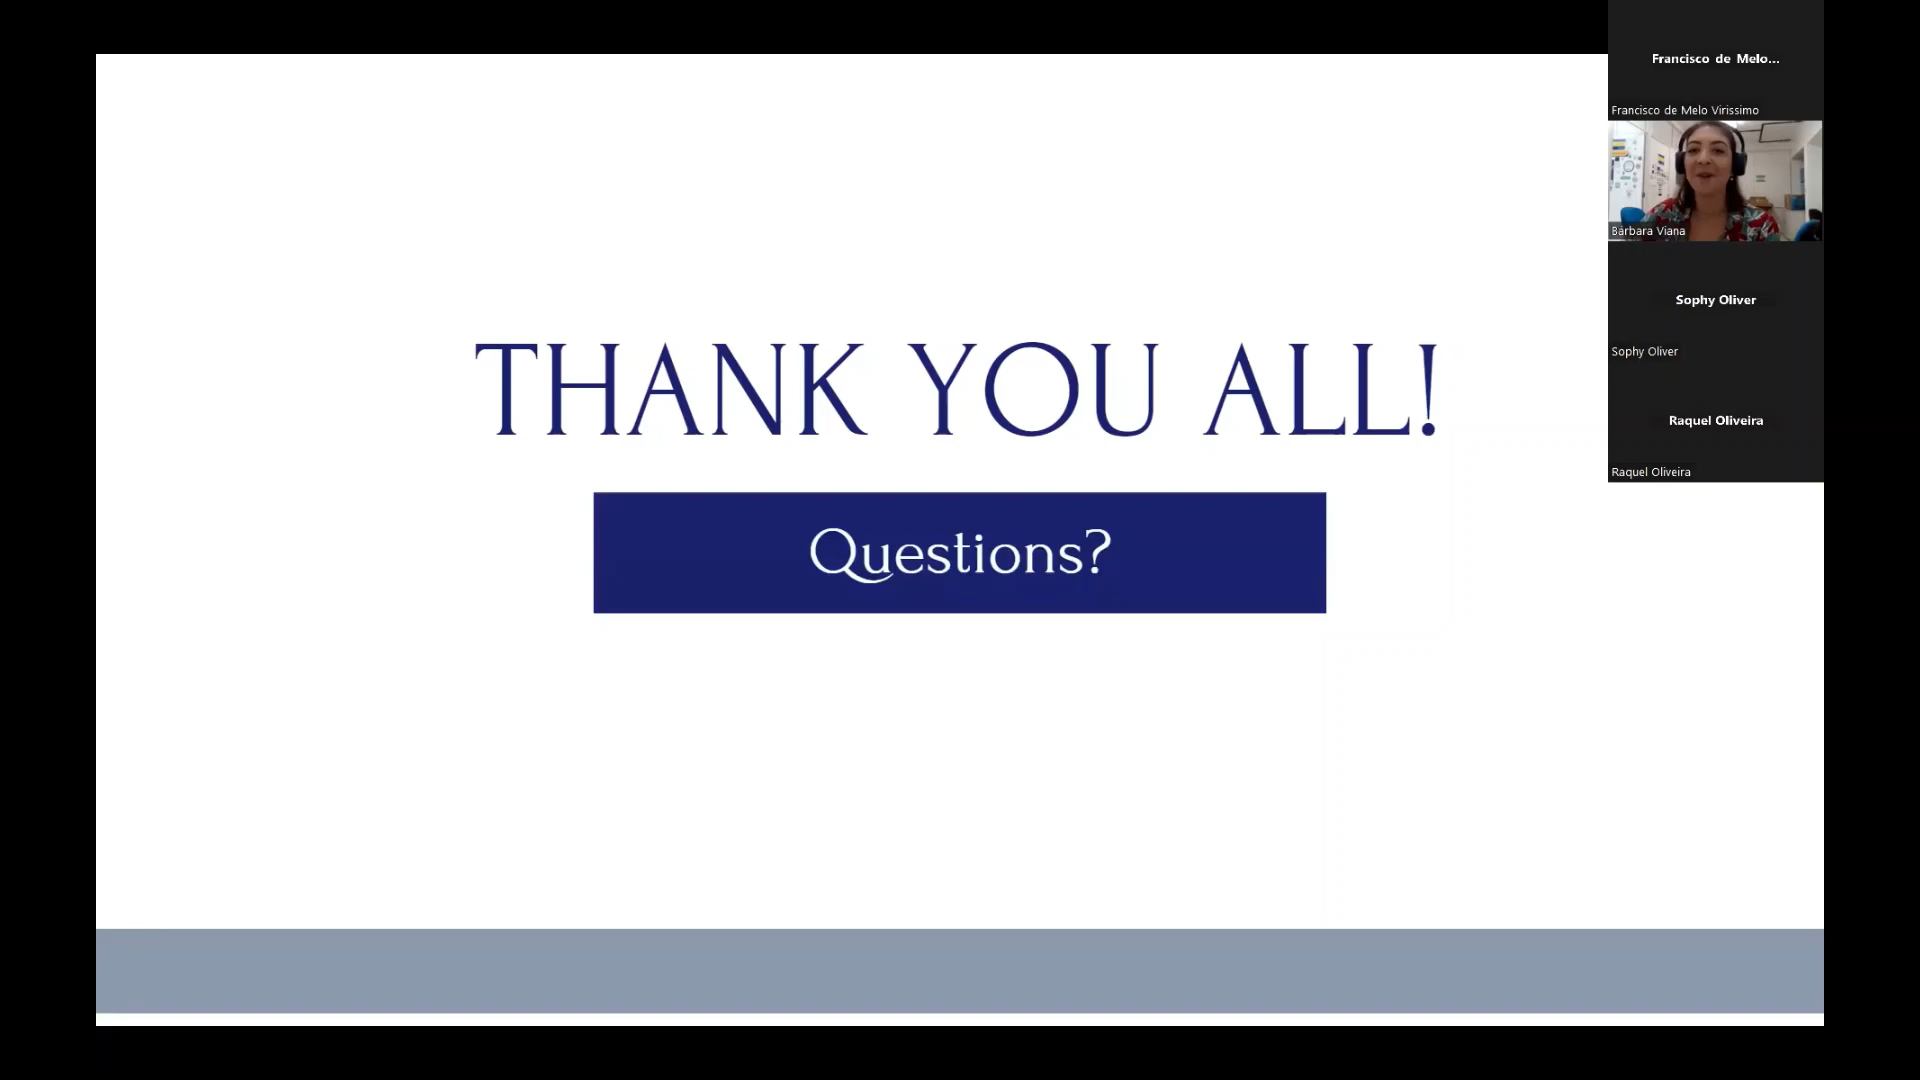 THANK YOU ALL!
Questions?
Francisco de Melo...
Francisco de Melo Virissimo
Bárbara Viana
Sophy Oliver
Sophy Oliver
Raquel Oliveira
Raquel Oliveira